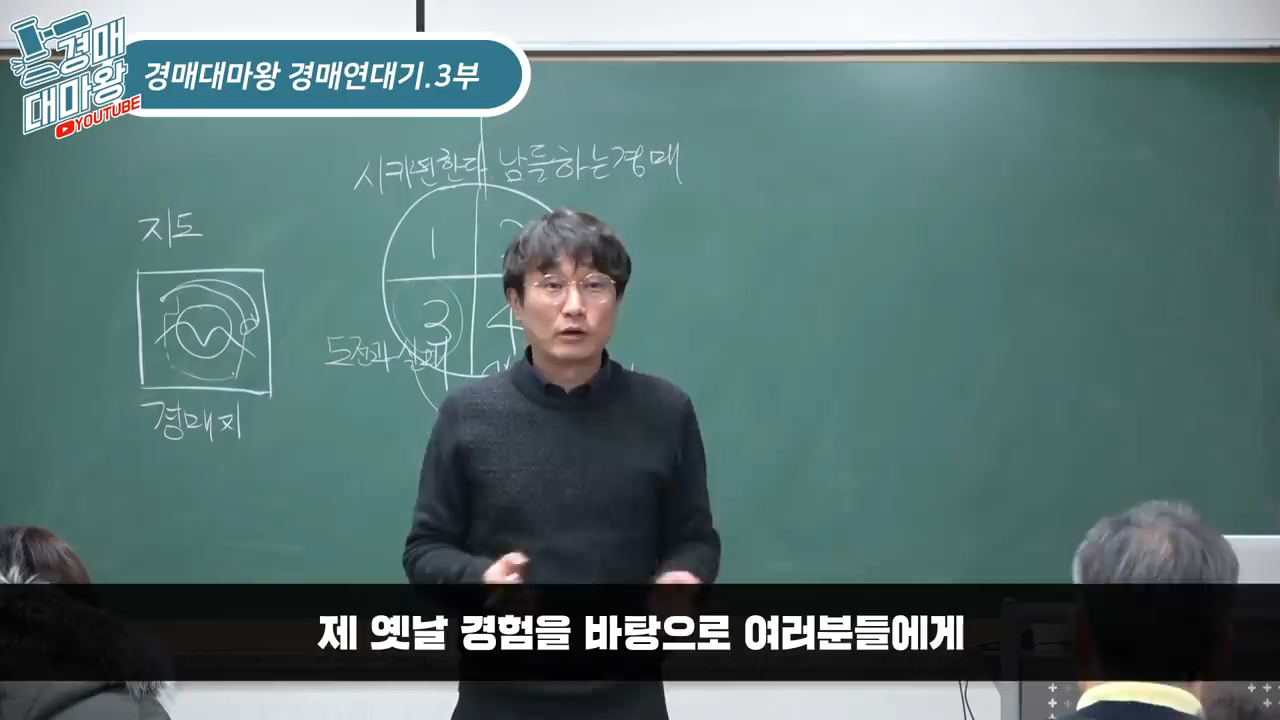 경매
대마왕
YOUTUBE
경매대마왕 경매연대기.3부
시키면한다 남들하는경매
지도
1
2
3
4
도전과 실패
경매지
제 옛날 경험을 바탕으로 여러분들에게